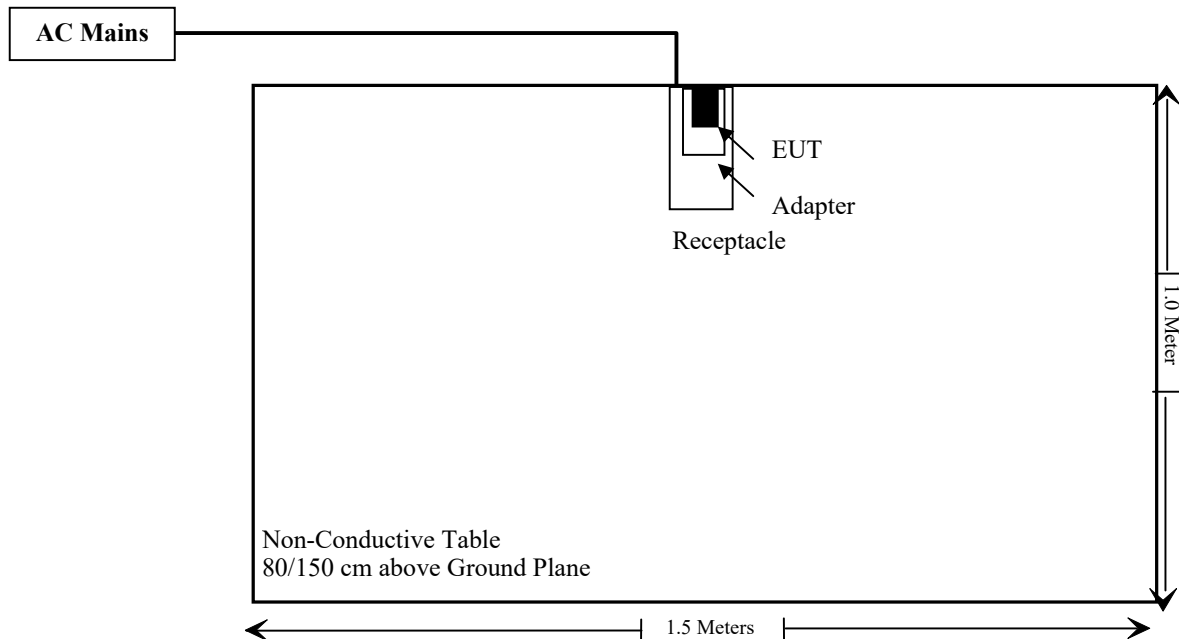 AC Mains
EUT
Adapter
Receptacle
1.0 Meter
Non-Conductive Table
80/150 cm above Ground Plane
1.5 Meters